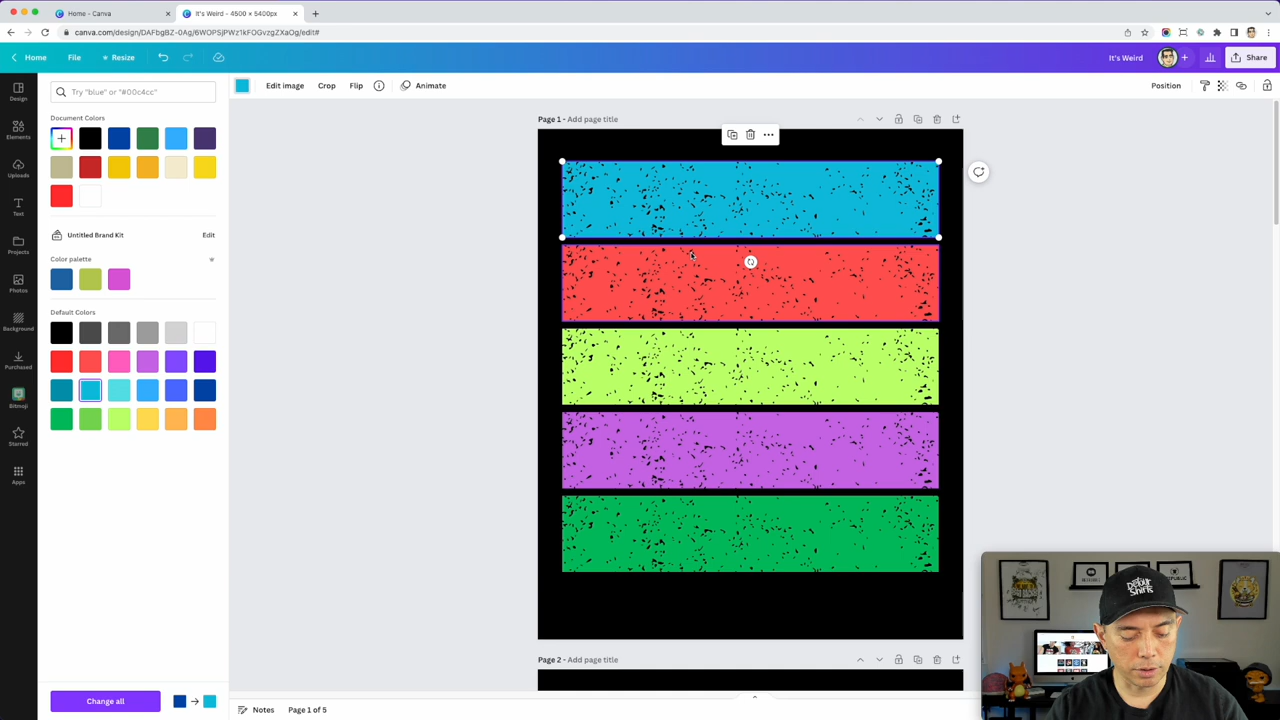 Home - Canva
It's Weird - 4500 × 5400px
canva.com/design/DAFbgBZ-0Ag/6WOPSjPWz1kFOGvzgZXaOg/edit#
Home
File
Resize
It's Weird
Share
Design
Elements
Uploads
Text
Projects
Photos
Background
Purchased
Bitmoji
Starred
Apps
Try "blue" or "#00c4cc"
Document Colors
Untitled Brand Kit
Edit
Color palette
Default Colors
Change all
Edit image
Crop
Flip
Animate
Position
Page 1 - Add page title
Page 2 - Add page title
Notes
Page 1 of 5